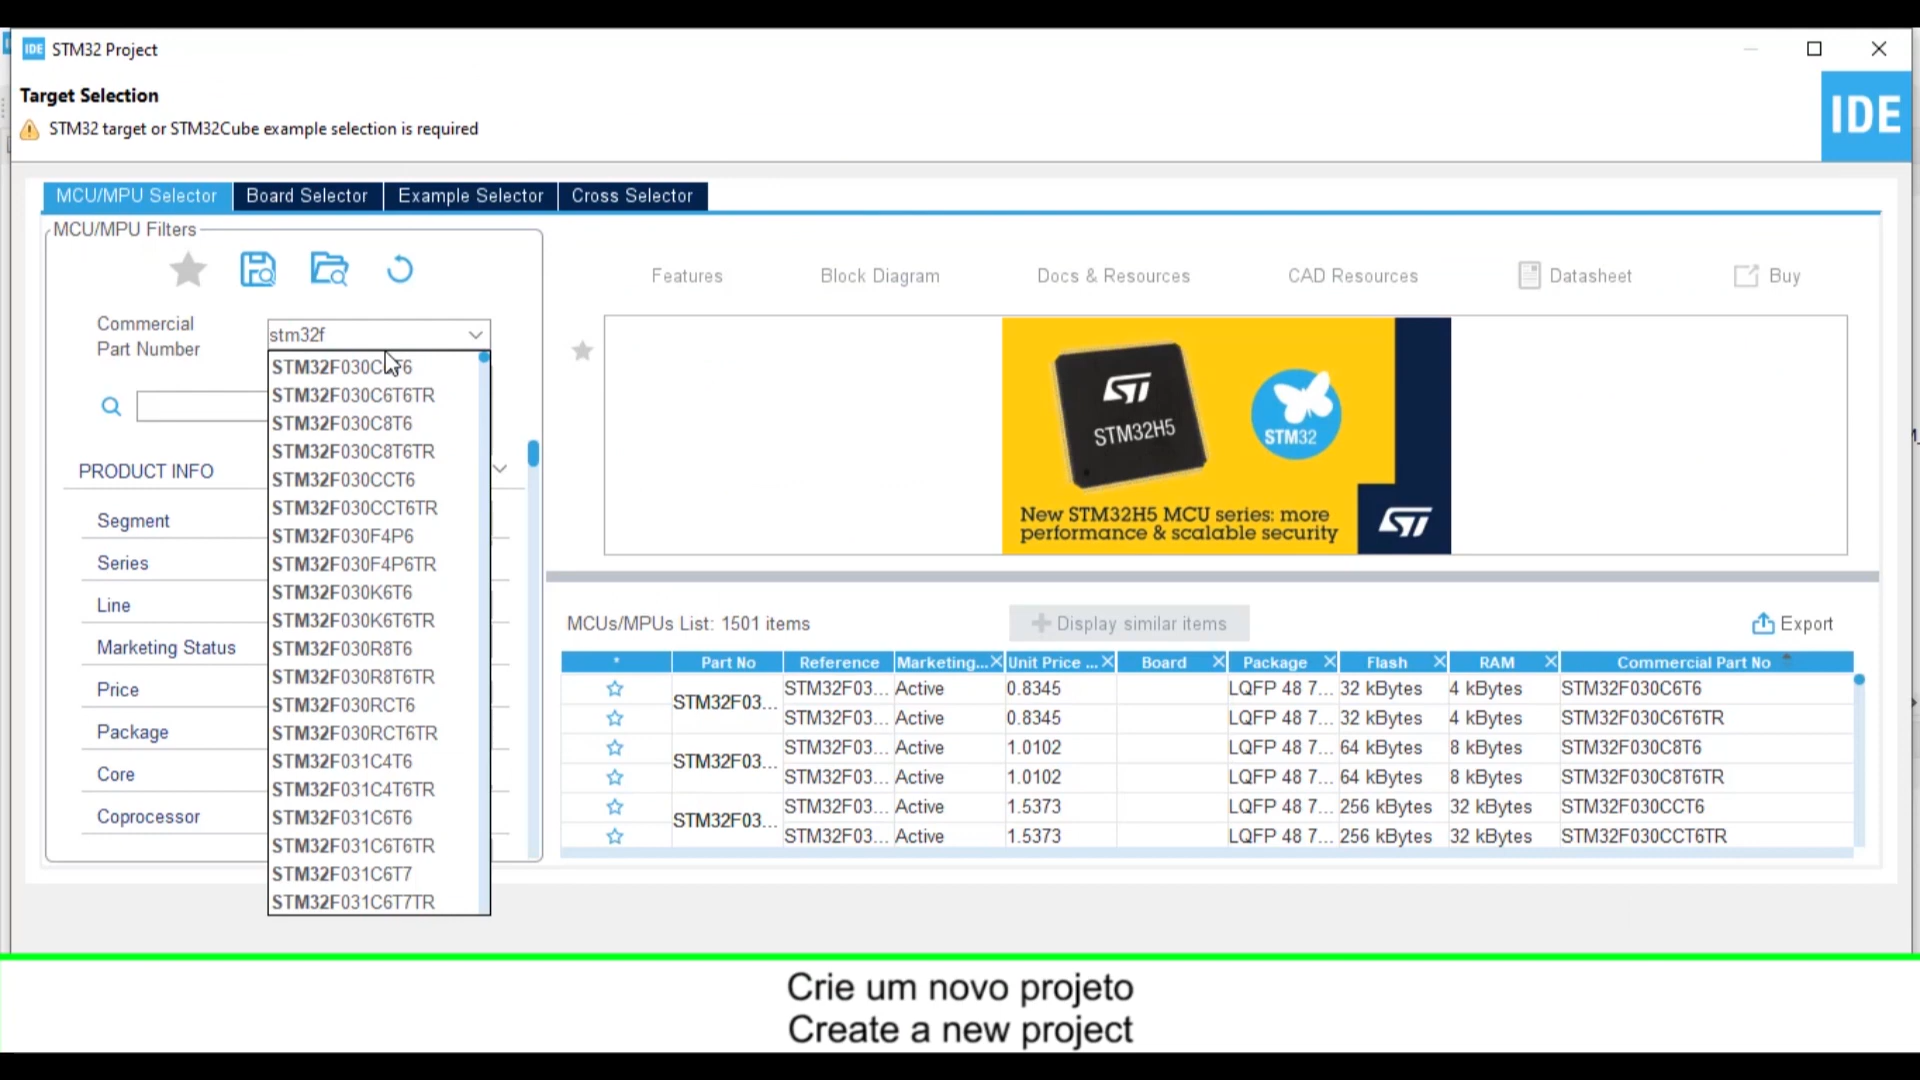 IDE STM32 Project
Target Selection
STM32 target or STM32Cube example selection is required
IDE
MCU/MPU Selector Board Selector Example Selector Cross Selector
MCU/MPU Filters
Commercial
Part Number
stm32f
STM32F030C T6
STM32F030C6T6TR
STM32F030C8T6
STM32F030C8T6TR
STM32F030CCT6
STM32F030CCT6TR
STM32F030F4P6
STM32F030F4P6TR
STM32F030K6T6
STM32F030K6T6TR
STM32F030R8T6
STM32F030R8T6TR
STM32F030RCT6
STM32F030RCT6TR
STM32F031C4T6
STM32F031C4T6TR
STM32F031C6T6
STM32F031C6T6TR
STM32F031C6T7
STM32F031C6T7TR
PRODUCT INFO
Segment
Series
Line
Marketing Status
Price
Package
Core
Coprocessor
Features Block Diagram Docs & Resources CAD Resources Datasheet Buy
ST
STM32H5
STM32
New STM32H5 MCU series: more
performance & scalable security
ST
MCUs/MPUs List: 1501 items
Display similar items
Export
* Part No Reference Marketing... Unit Price ... Board Package Flash RAM Commercial Part No
STM32F03... STM32F03... Active 0.8345 LQFP 48 7... 32 kBytes 4 kBytes STM32F030C6T6
STM32F03... Active 0.8345 LQFP 48 7... 32 kBytes 4 kBytes STM32F030C6T6TR
STM32F03... STM32F03... Active 1.0102 LQFP 48 7... 64 kBytes 8 kBytes STM32F030C8T6
STM32F03... Active 1.0102 LQFP 48 7... 64 kBytes 8 kBytes STM32F030C8T6TR
STM32F03... STM32F03... Active 1.5373 LQFP 48 7... 256 kBytes 32 kBytes STM32F030CCT6
STM32F03... Active 1.5373 LQFP 48 7... 256 kBytes 32 kBytes STM32F030CCT6TR
Crie um novo projeto
Create a new project